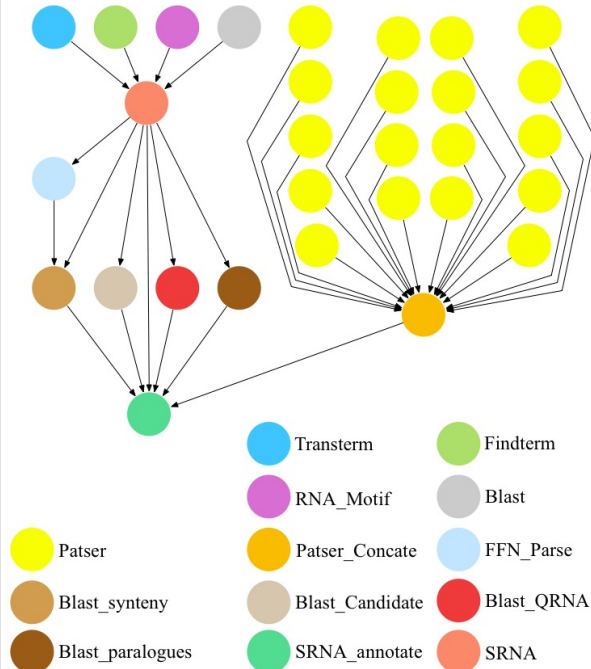 Transterm
Findterm
RNA_Motif
Blast
Patser
Patser_Concate
FFN_Parse
Blast_synteny
Blast_Candidate
Blast_QRNA
Blast_paralogues
SRNA_annotate
SRNA